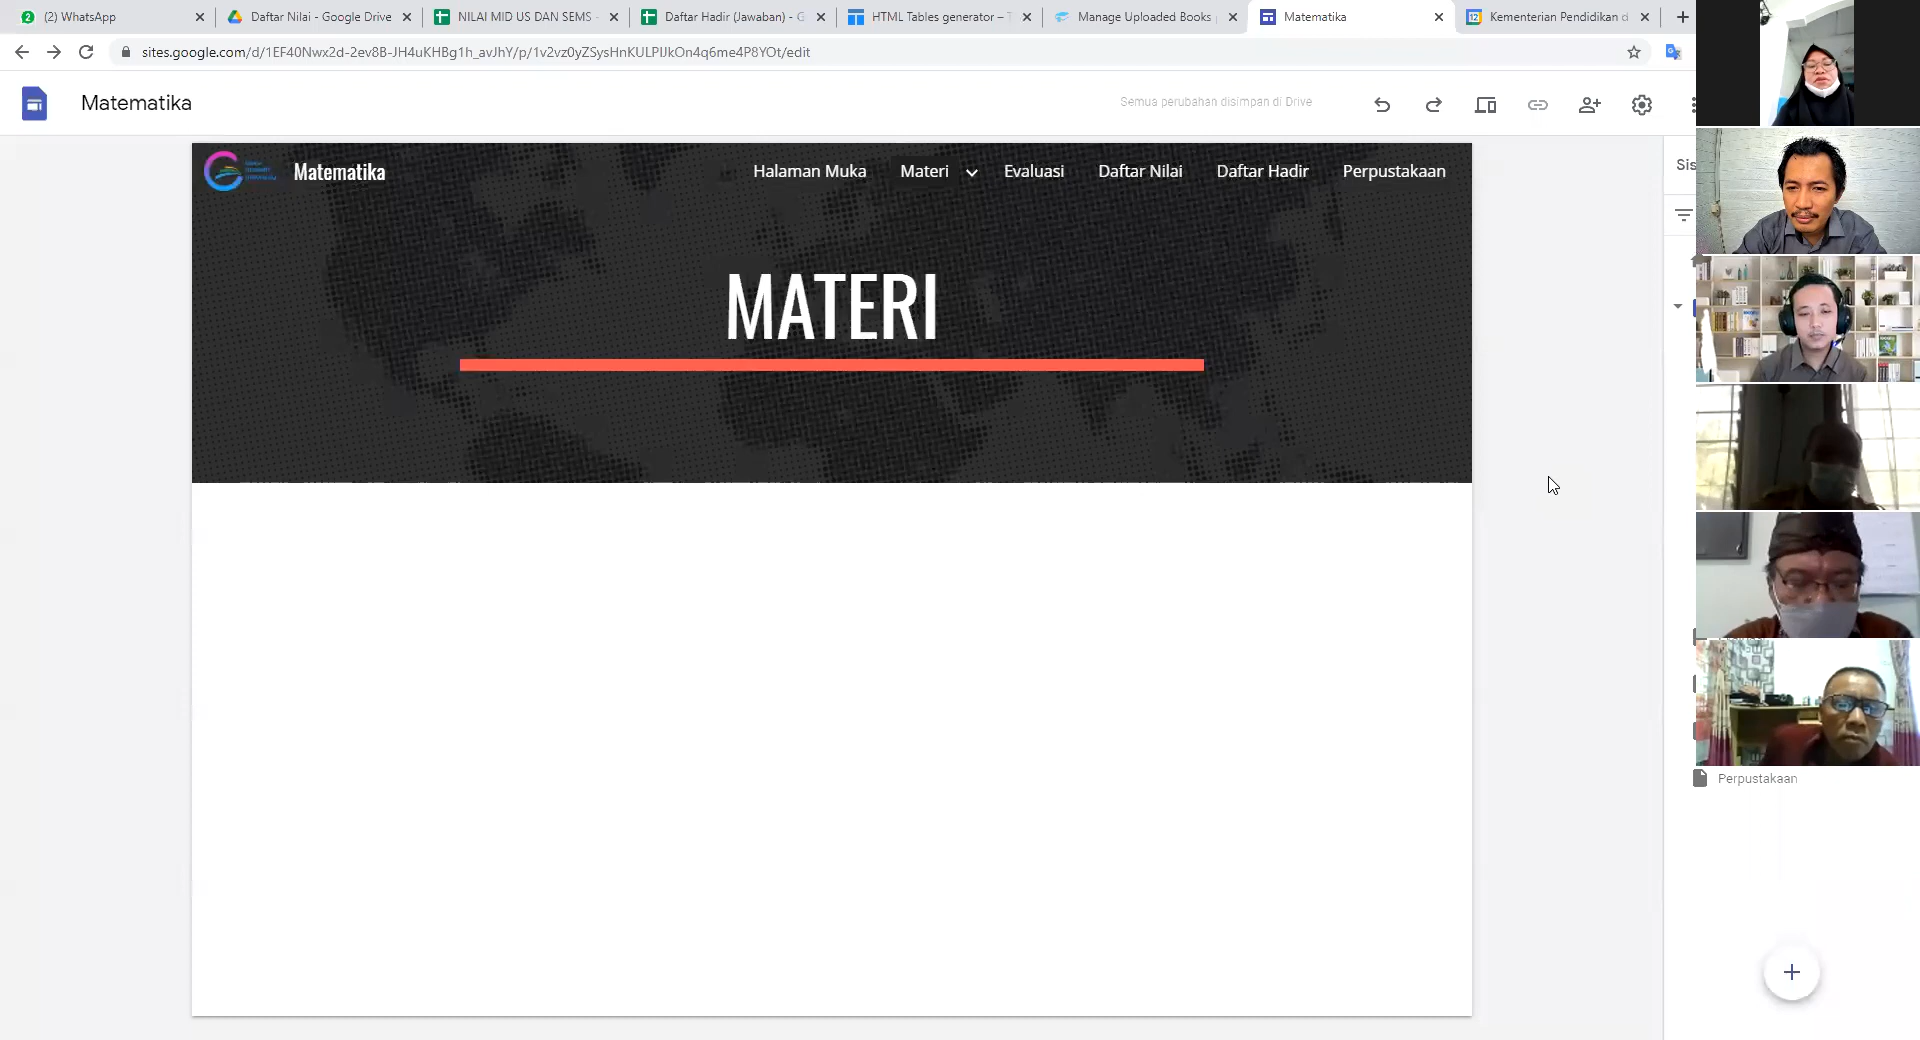 (2) WhatsApp
Daftar Nilai - Google Drive
NILAI MID US DAN SEMS -
Daftar Hadir (Jawaban) - G
HTML Tables generator –
Manage Uploaded Books
Matematika
Kementerian Pendidikan d
sites.google.com/d/1EF40Nwx2d-2ev8B-JH4uKHBg1h_avJhY/p/1v2vz0yZSysHnKULPIJkOn4q6me4P8YOt/edit
Matematika
Semua perubahan disimpan di Drive
Matematika
Halaman Muka
Materi
Evaluasi
Daftar Nilai
Daftar Hadir
Perpustakaan
MATERI
Sis
Perpustakaan